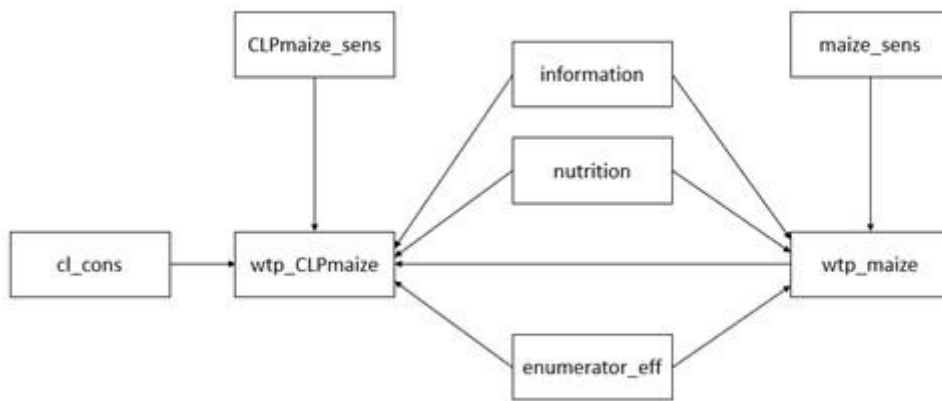 CLPmaize_sens
information
maize_sens
nutrition
cl_cons
wtp_CLPmaize
wtp_maize
enumerator_eff